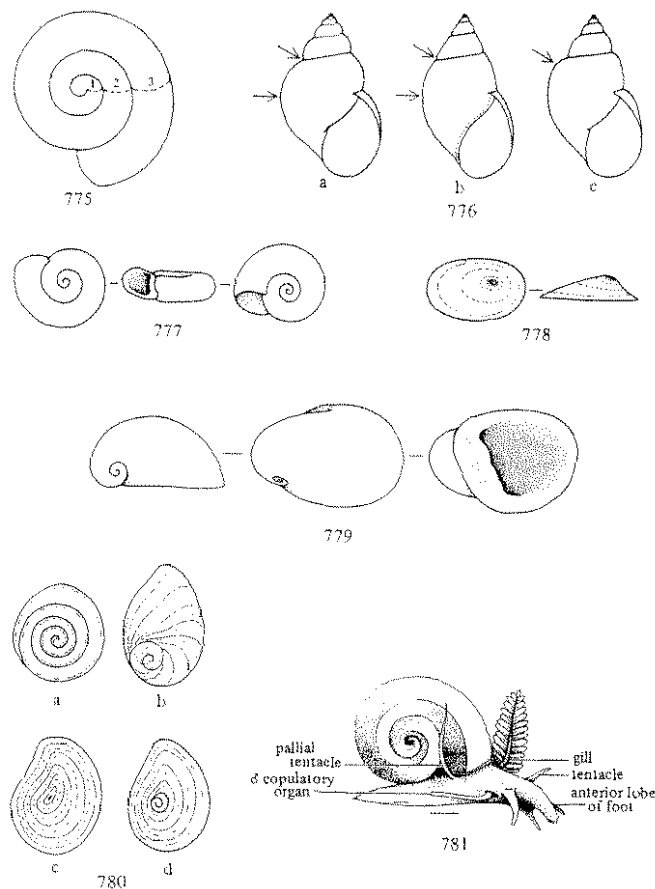 1 2 3
775
a b c
776
777
778
779
a b
c d
780
pallial
tentacle
♂ copulatory
organ
gill
tentacle
anterior lobe
of foot
781